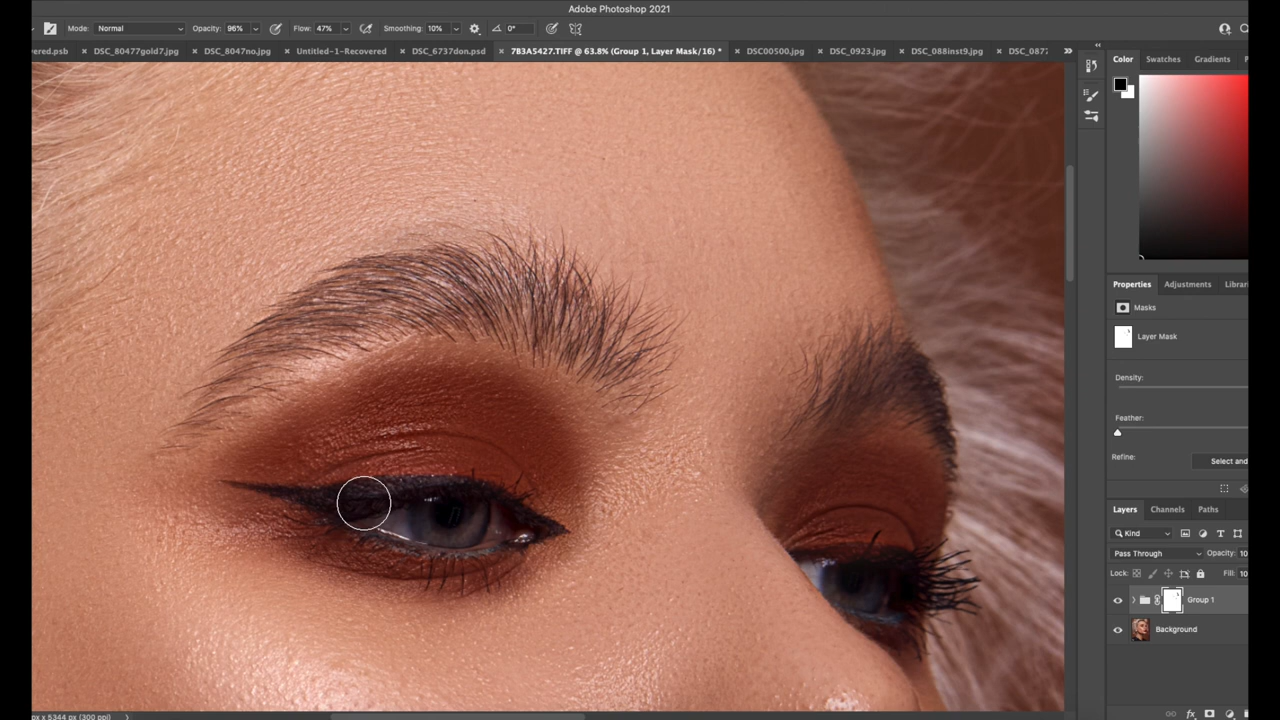 Adobe Photoshop 2021
Mode: Normal Opacity: 96% Flow: 47% Smoothing: 10% 0°
vered.psb × DSC_80477gold7.jpg × DSC_8047no.jpg × Untitled-1-Recovered × DSC_6737don.psd × 7B3A5427.TIFF @ 63.8% (Group 1, Layer Mask/16) * × DSC00500.jpg × DSC_0923.jpg × DSC_088inst9.jpg × DSC_087
Color Swatches Gradients
Properties Adjustments Librar
Masks
Layer Mask
Density:
Feather:
Refine: Select and
Layers Channels Paths
Kind
Pass Through Opacity: 10
Lock: Fill: 10
Group 1
Background
px x 5344 px (300 ppi)